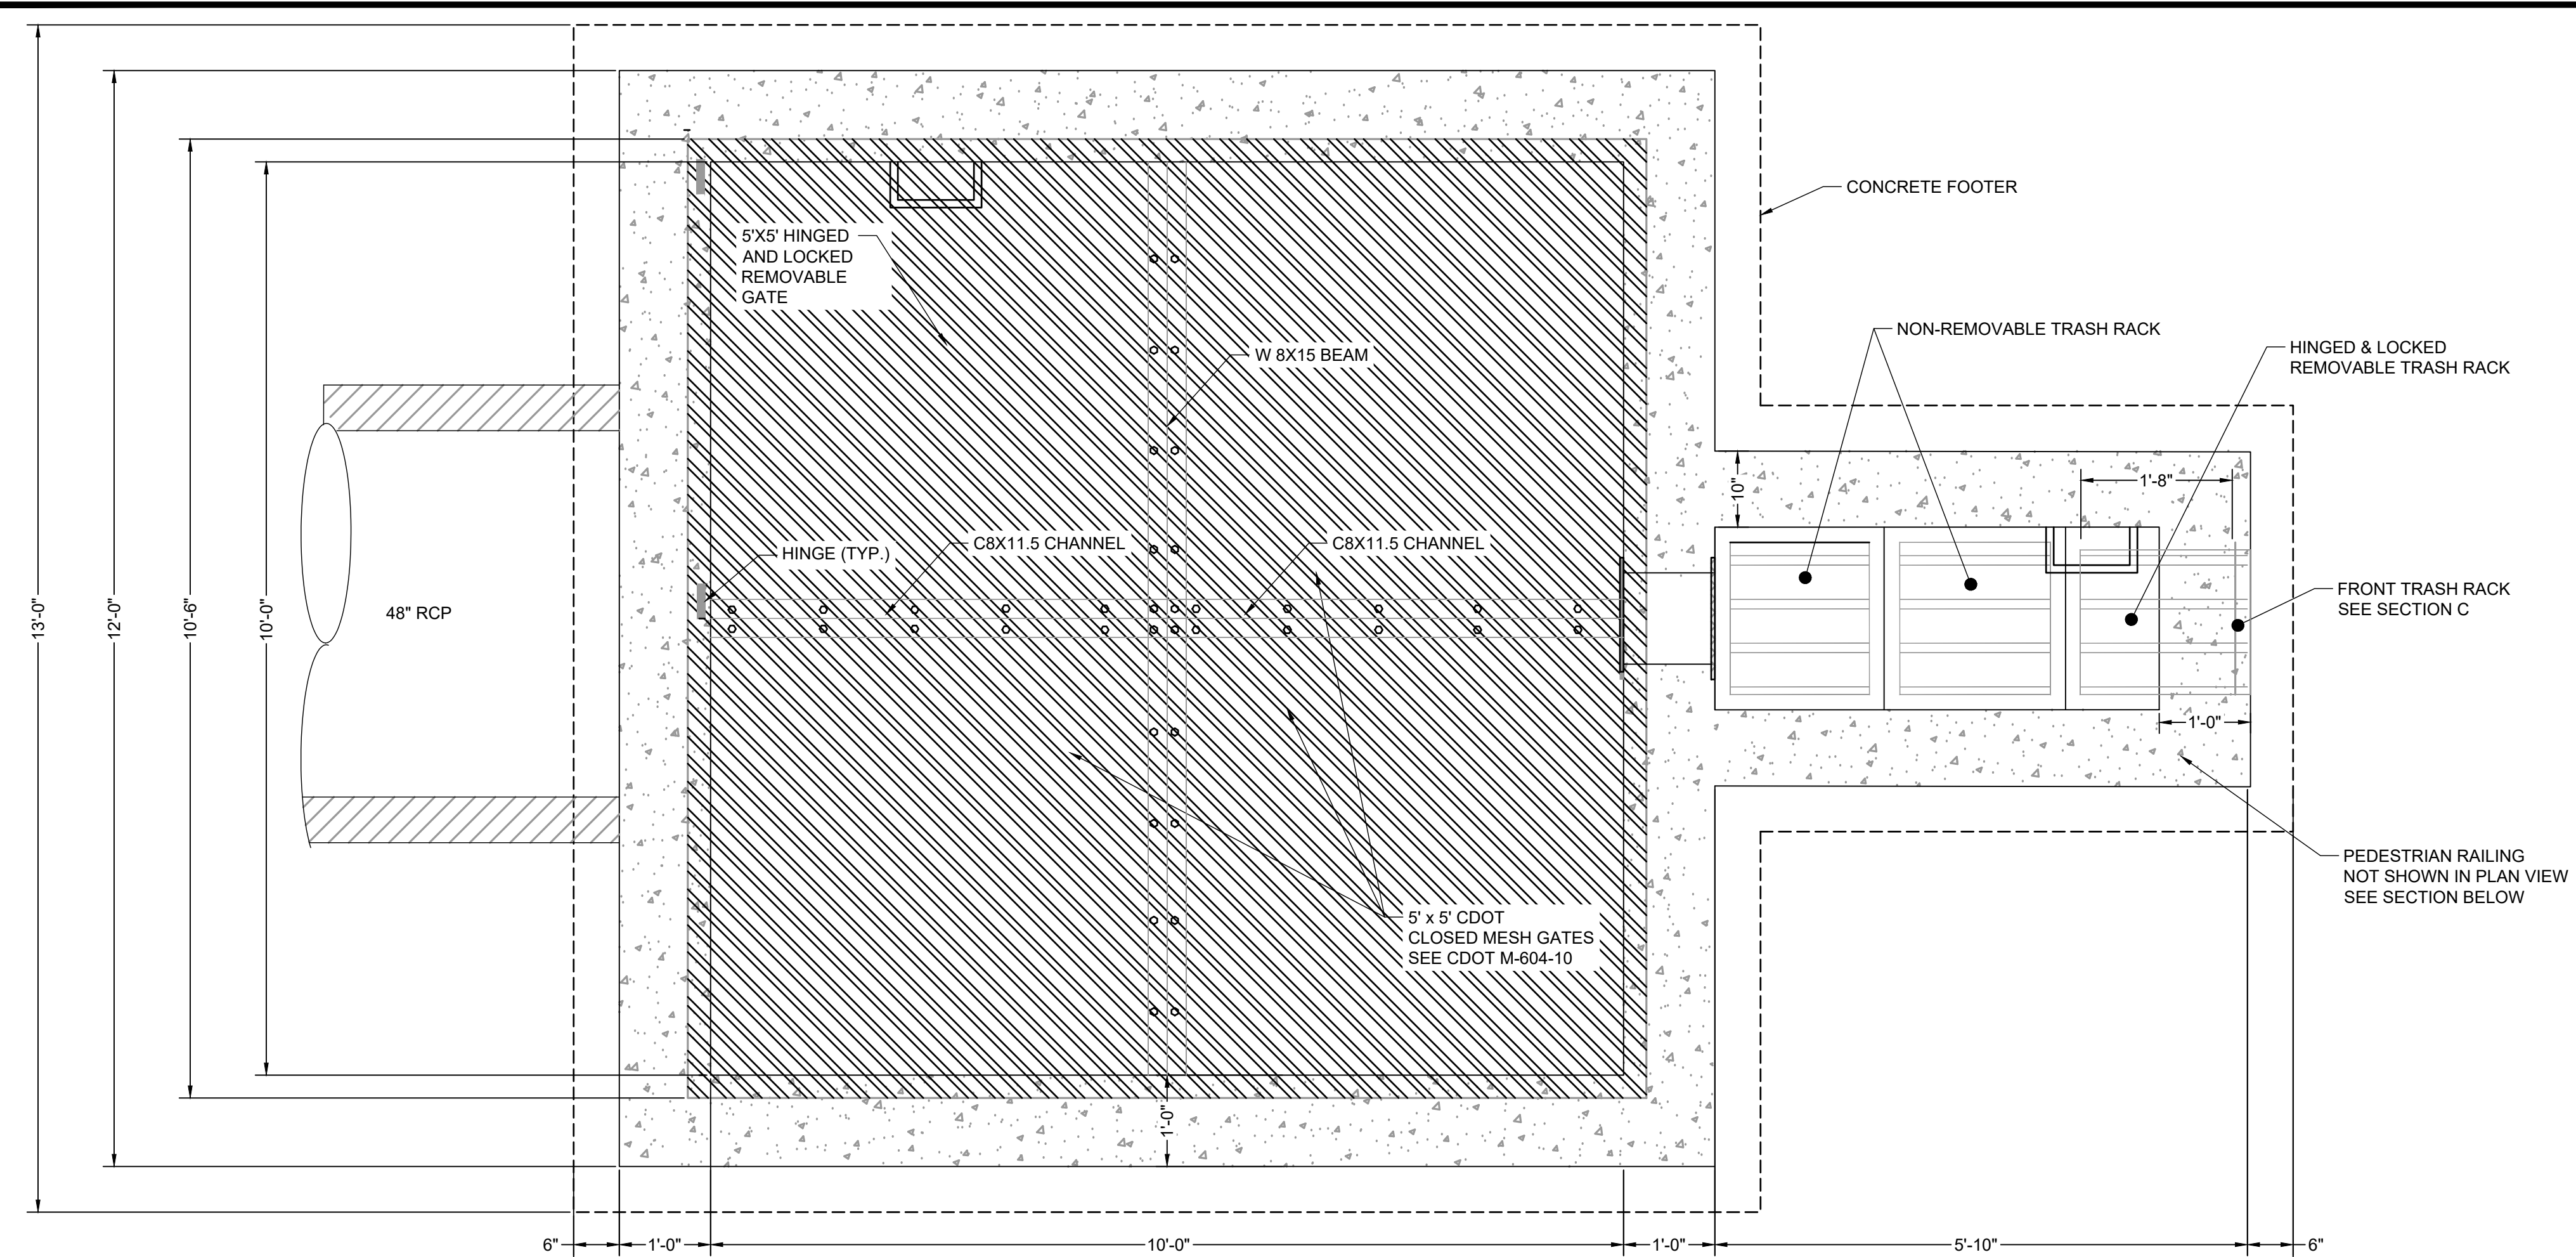 CONCRETE FOOTER
5'X5' HINGED
AND LOCKED
REMOVABLE
GATE
W 8X15 BEAM
NON-REMOVABLE TRASH RACK
HINGED & LOCKED
REMOVABLE TRASH RACK
10"
1'-8"
HINGE (TYP.)
C8X11.5 CHANNEL
C8X11.5 CHANNEL
13'-0"
12'-0"
10'-6"
10'-0"
48" RCP
FRONT TRASH RACK
SEE SECTION C
1'-0"
PEDESTRIAN RAILING
NOT SHOWN IN PLAN VIEW
SEE SECTION BELOW
5' x 5' CDOT
CLOSED MESH GATES
SEE CDOT M-604-10
1'-0"
6"
1'-0"
10'-0"
1'-0"
5'-10"
6"